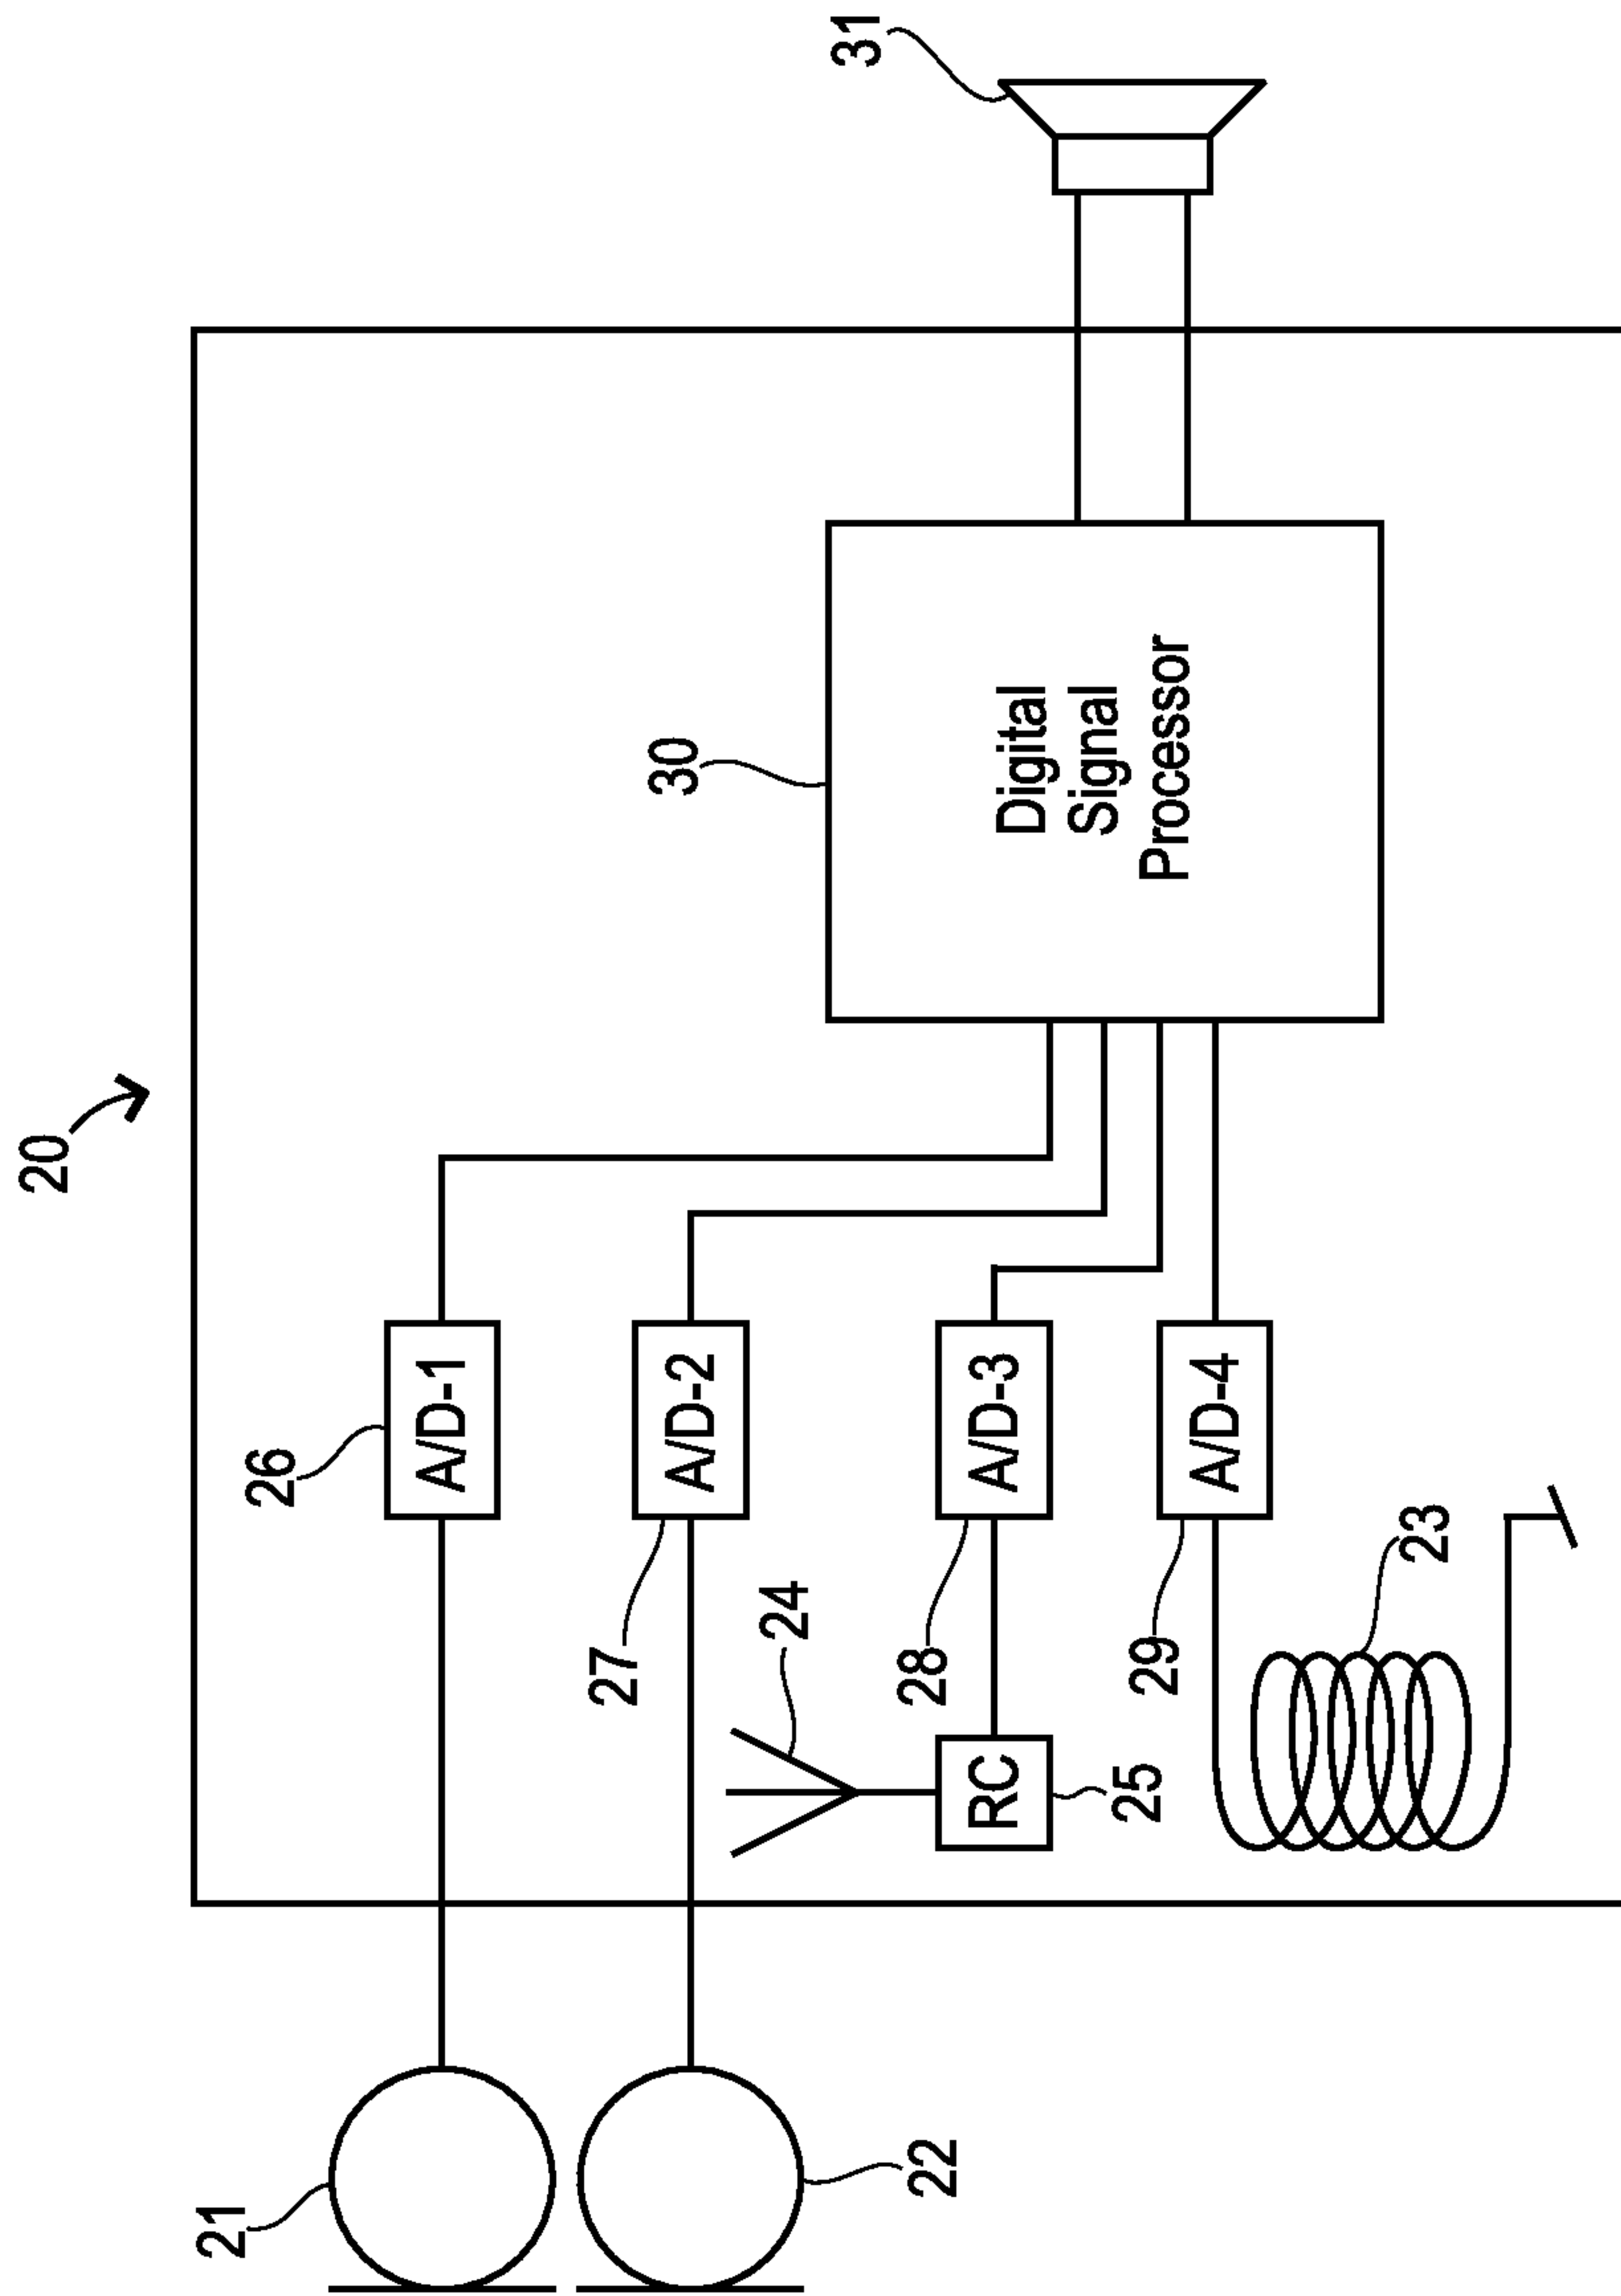 20
21
22
26
A/D-1
27
A/D-2
24
28
A/D-3
RC
25
29
A/D-4
23
30
Digital
Signal
Processor
31